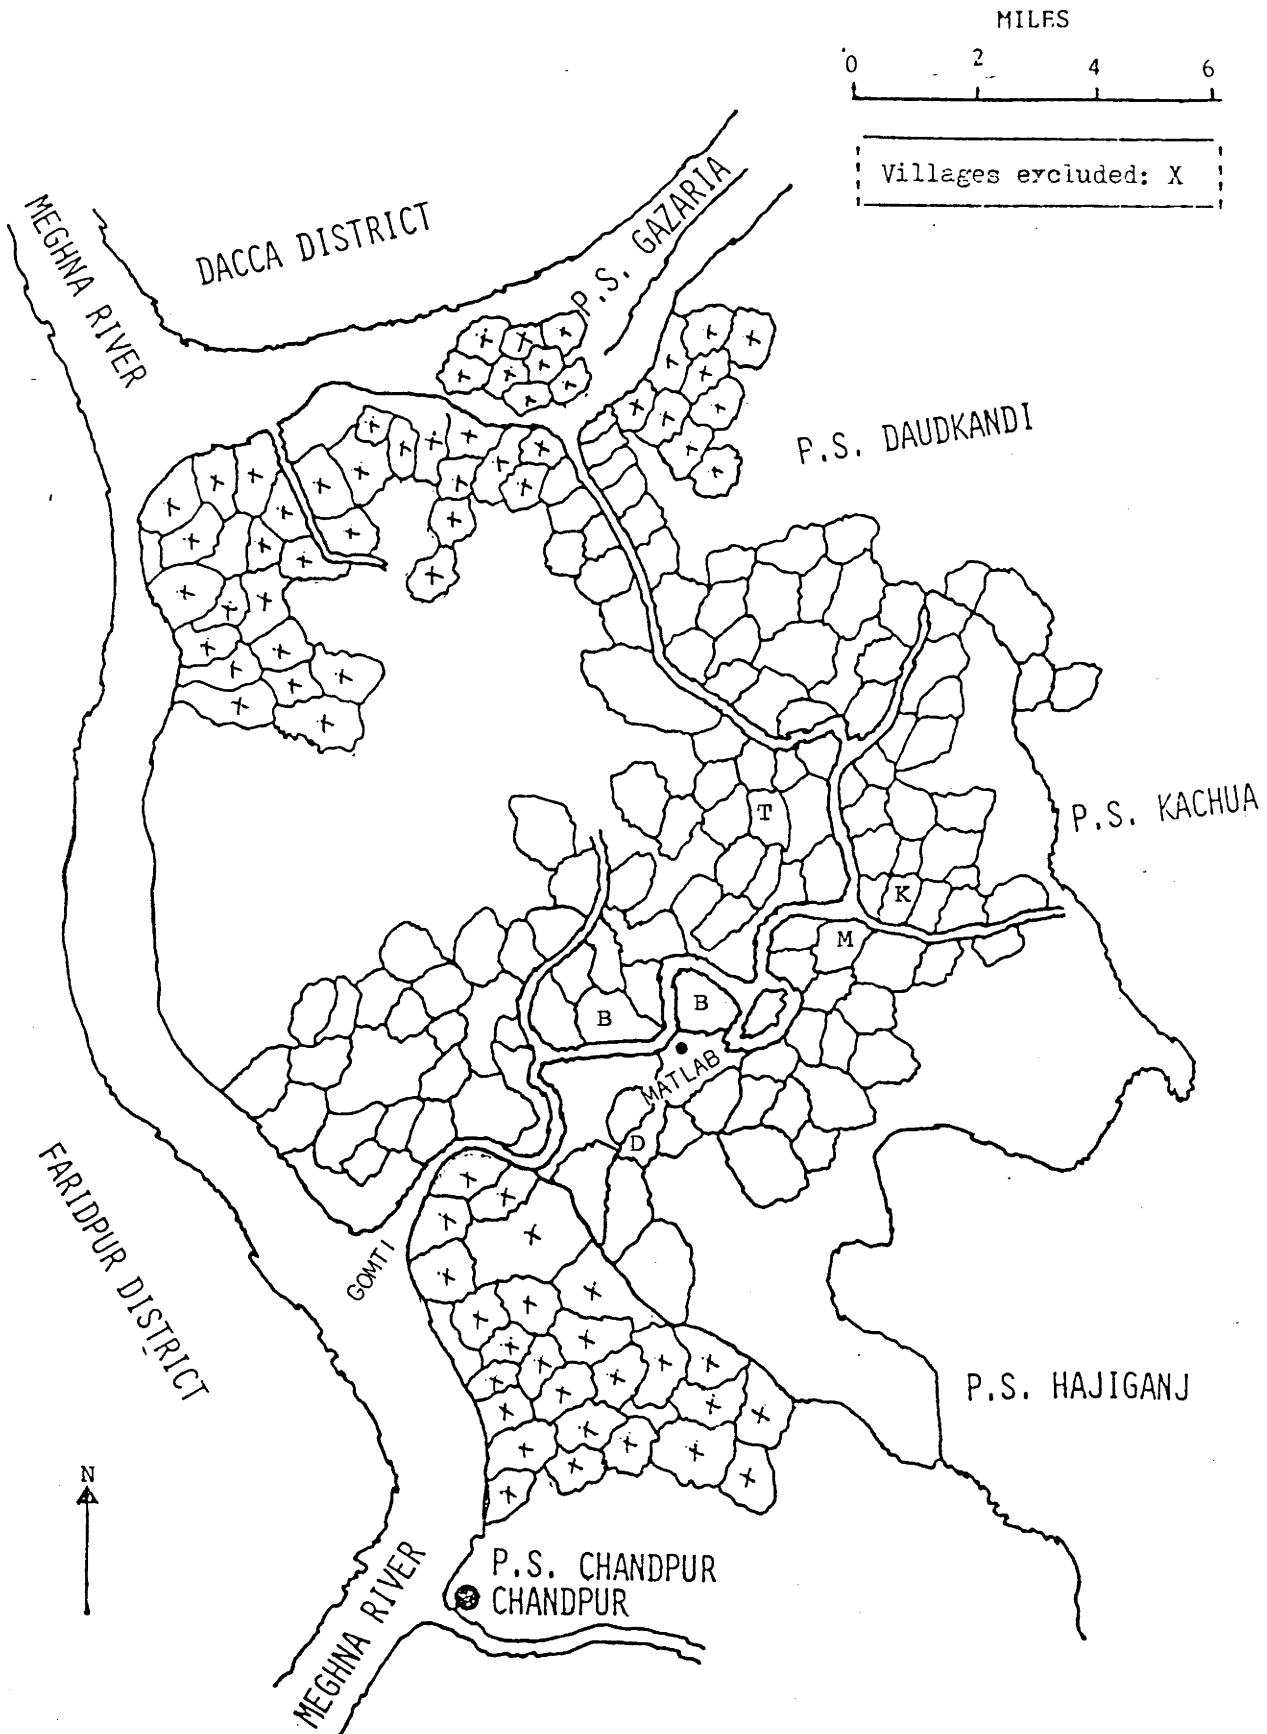 MILES
0 2 4 6
Villages excluded: X
MEGHNA RIVER
DACCA DISTRICT
P.S. GAZARIA
P.S. DAUDKANDI
P.S. KACHUA
T
K
M
B
B
MATLAB
D
FARIDPUR DISTRICT
GOMTI
P.S. HAJIGANJ
N
P.S. CHANDPUR
CHANDPUR
MEGHNA RIVER